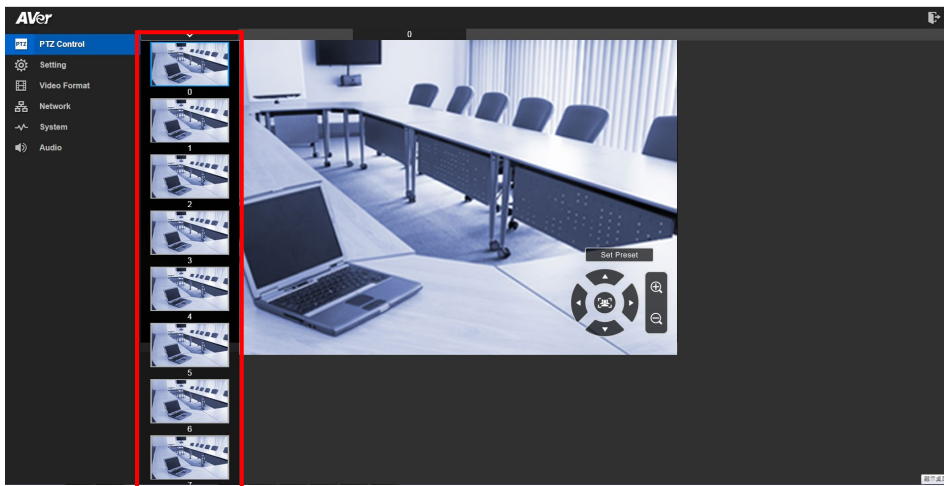 AVer
0
PTZ PTZ Control
Setting
Video Format
Network
System
Audio
0
1
2
3
4
5
6
7
Set Preset